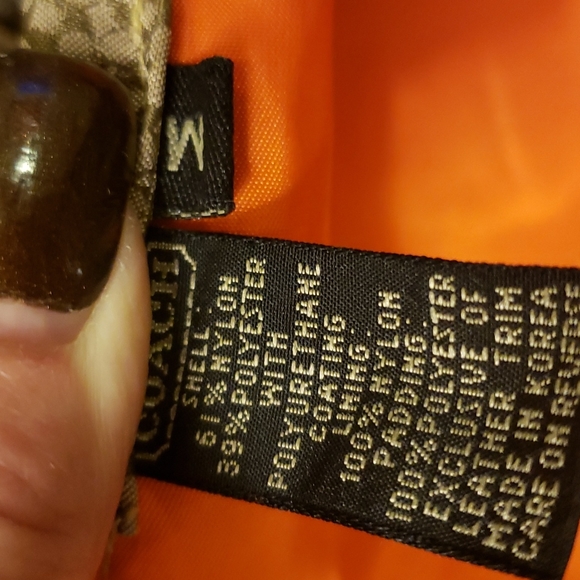 M
COACH
SHELL:
61% NYLON
39% POLYESTER
WITH
POLYURETHANE
COATING
LINING:
100% NYLON
PADDING:
100% POLYESTER
EXCLUSIVE OF
LEATHER TRIM
MADE IN KOREA
CARE ON REVERSE